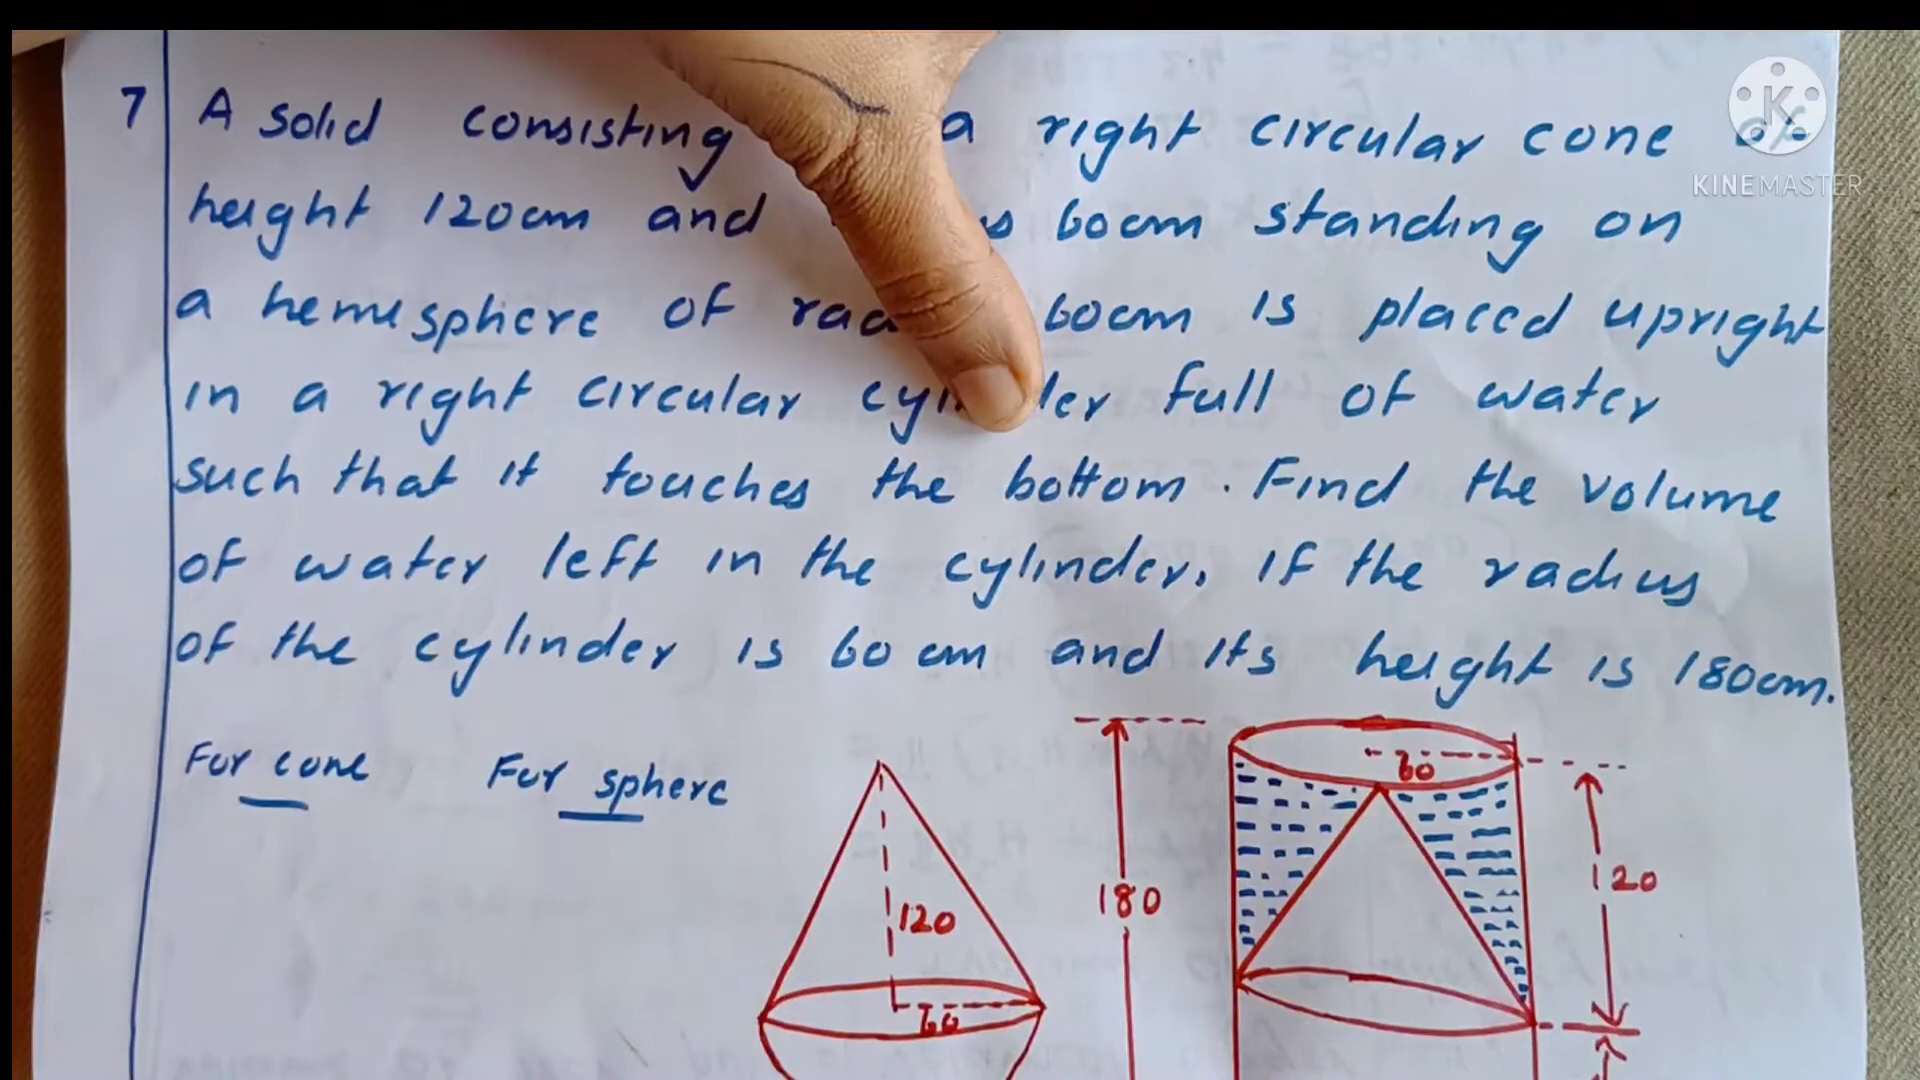 7 A solid consisting a right circular cone
height 120cm and 60cm standing on
a hemisphere of 60cm is placed upright
in a right circular full of water
such that it touches the bottom. Find the volume
of water left in the cylinder, if the radius
of the cylinder is 60 cm and its height is 180cm.
For cone For sphere
60
120
180
120
60
KINEMASTER